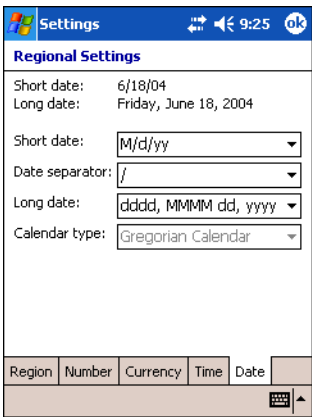 Settings 9:25 ok
Regional Settings
Short date: 6/18/04
Long date: Friday, June 18, 2004
Short date: M/d/yy
Date separator: /
Long date: dddd, MMMM dd, yyyy
Calendar type: Gregorian Calendar
Region Number Currency Time Date